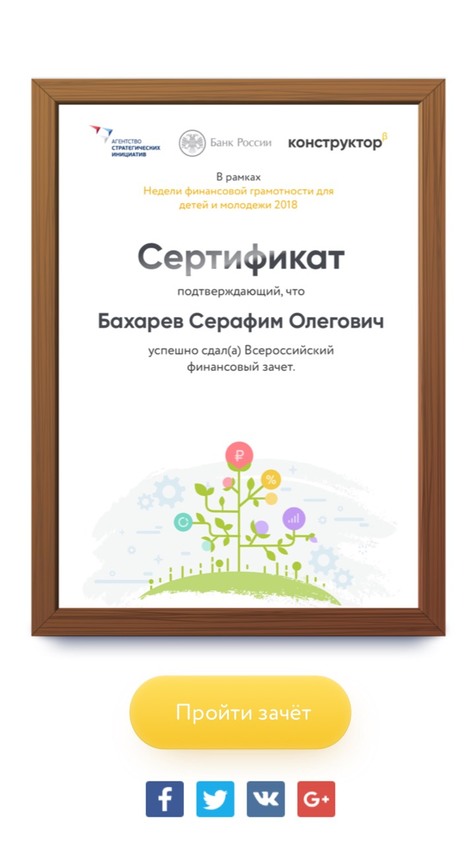 АГЕНТСТВО
СТРАТЕГИЧЕСКИХ
ИНИЦИАТИВ
Банк России
конструктор β
В рамках
Недели финансовой грамотности для
детей и молодежи 2018
Сертификат
подтверждающий, что
Бахарев Серафим Олегович
успешно сдал(а) Всероссийский
финансовый зачет.
₽
%
Пройти зачёт
f
G+